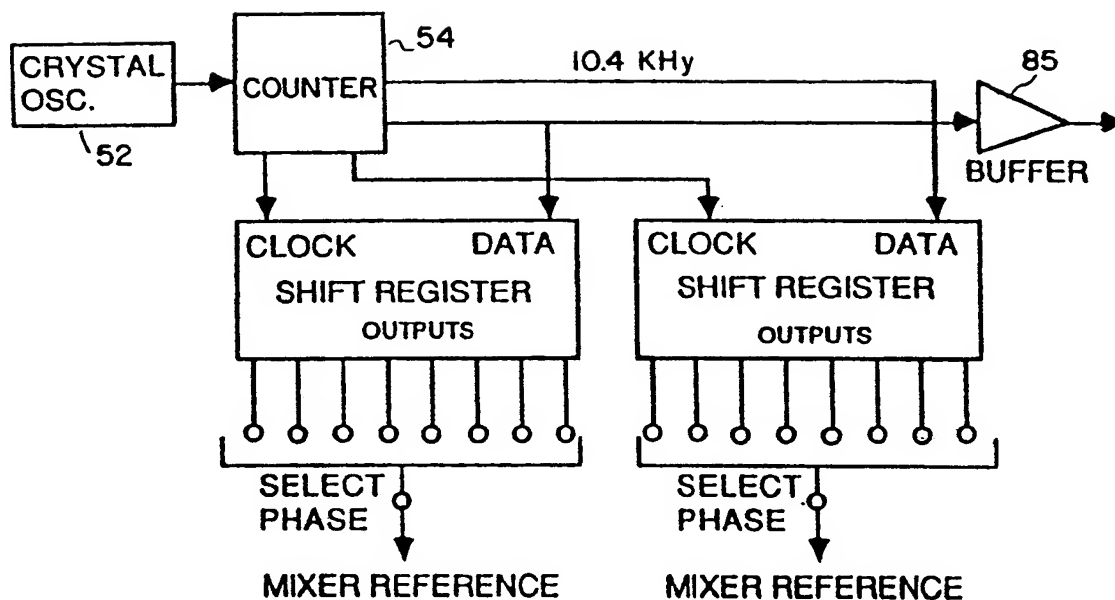 CRYSTAL
OSC.
52
COUNTER
54
10.4 KHy
85
BUFFER
CLOCK DATA
SHIFT REGISTER
OUTPUTS
CLOCK DATA
SHIFT REGISTER
OUTPUTS
SELECT
PHASE
SELECT
PHASE
MIXER REFERENCE
MIXER REFERENCE